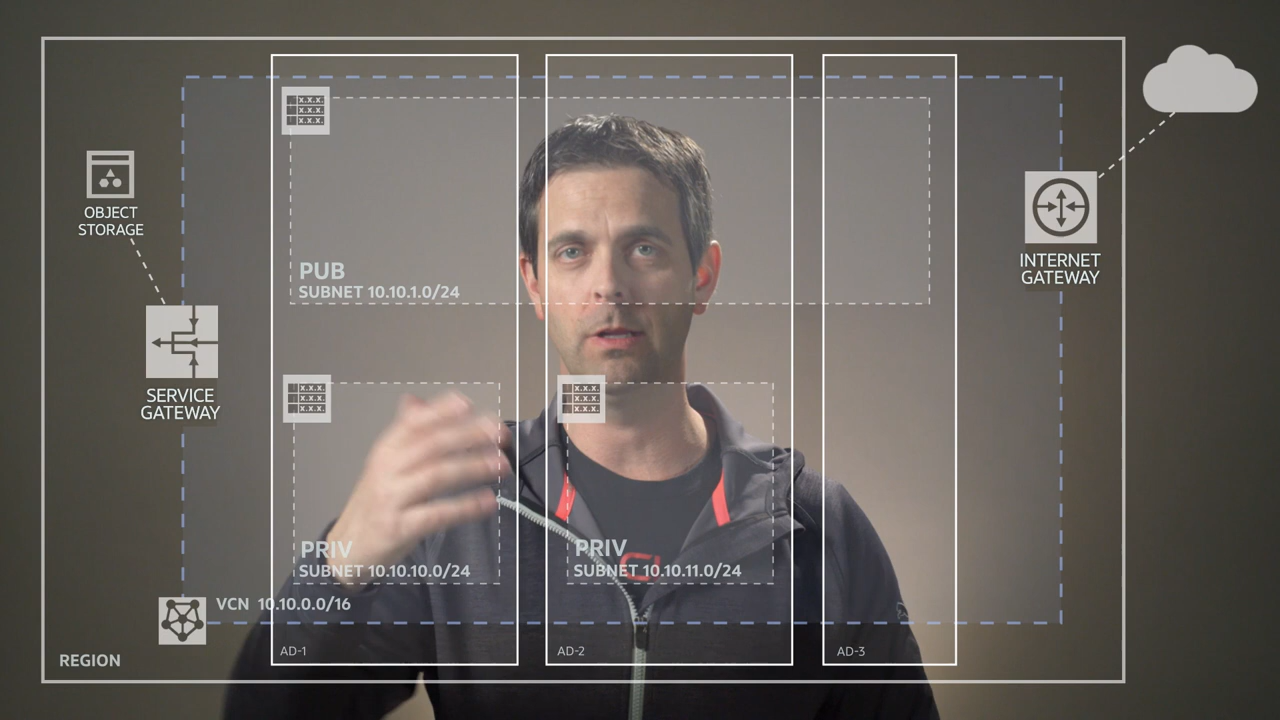 OBJECT
STORAGE
SERVICE
GATEWAY
x.x.x.
x.x.x.
x.x.x.
PUB
SUBNET 10.10.1.0/24
INTERNET
GATEWAY
x.x.x.
x.x.x.
x.x.x.
PRIV
SUBNET 10.10.10.0/24
x.x.x.
x.x.x.
x.x.x.
PRIV
SUBNET 10.10.11.0/24
VCN 10.10.0.0/16
AD-1
AD-2
AD-3
REGION